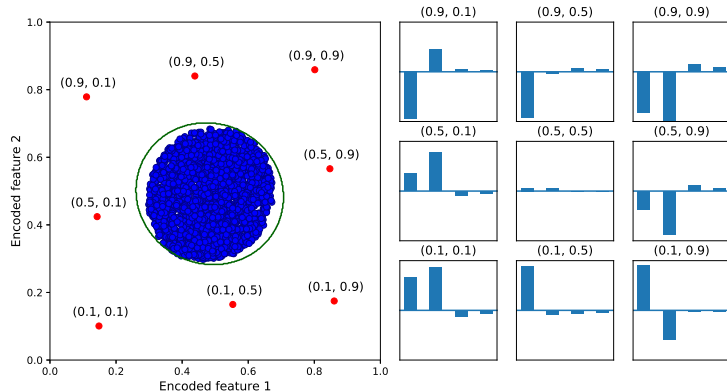 1.0
0.8
0.6
0.4
0.2
0.0
Encoded feature 2
(0.9, 0.1)
(0.9, 0.5)
(0.9, 0.9)
(0.5, 0.9)
(0.5, 0.1)
(0.1, 0.5)
(0.1, 0.9)
(0.1, 0.1)
0.0 0.2 0.4 0.6 0.8 1.0
Encoded feature 1
(0.9, 0.1) (0.9, 0.5) (0.9, 0.9)
(0.5, 0.1) (0.5, 0.5) (0.5, 0.9)
(0.1, 0.1) (0.1, 0.5) (0.1, 0.9)